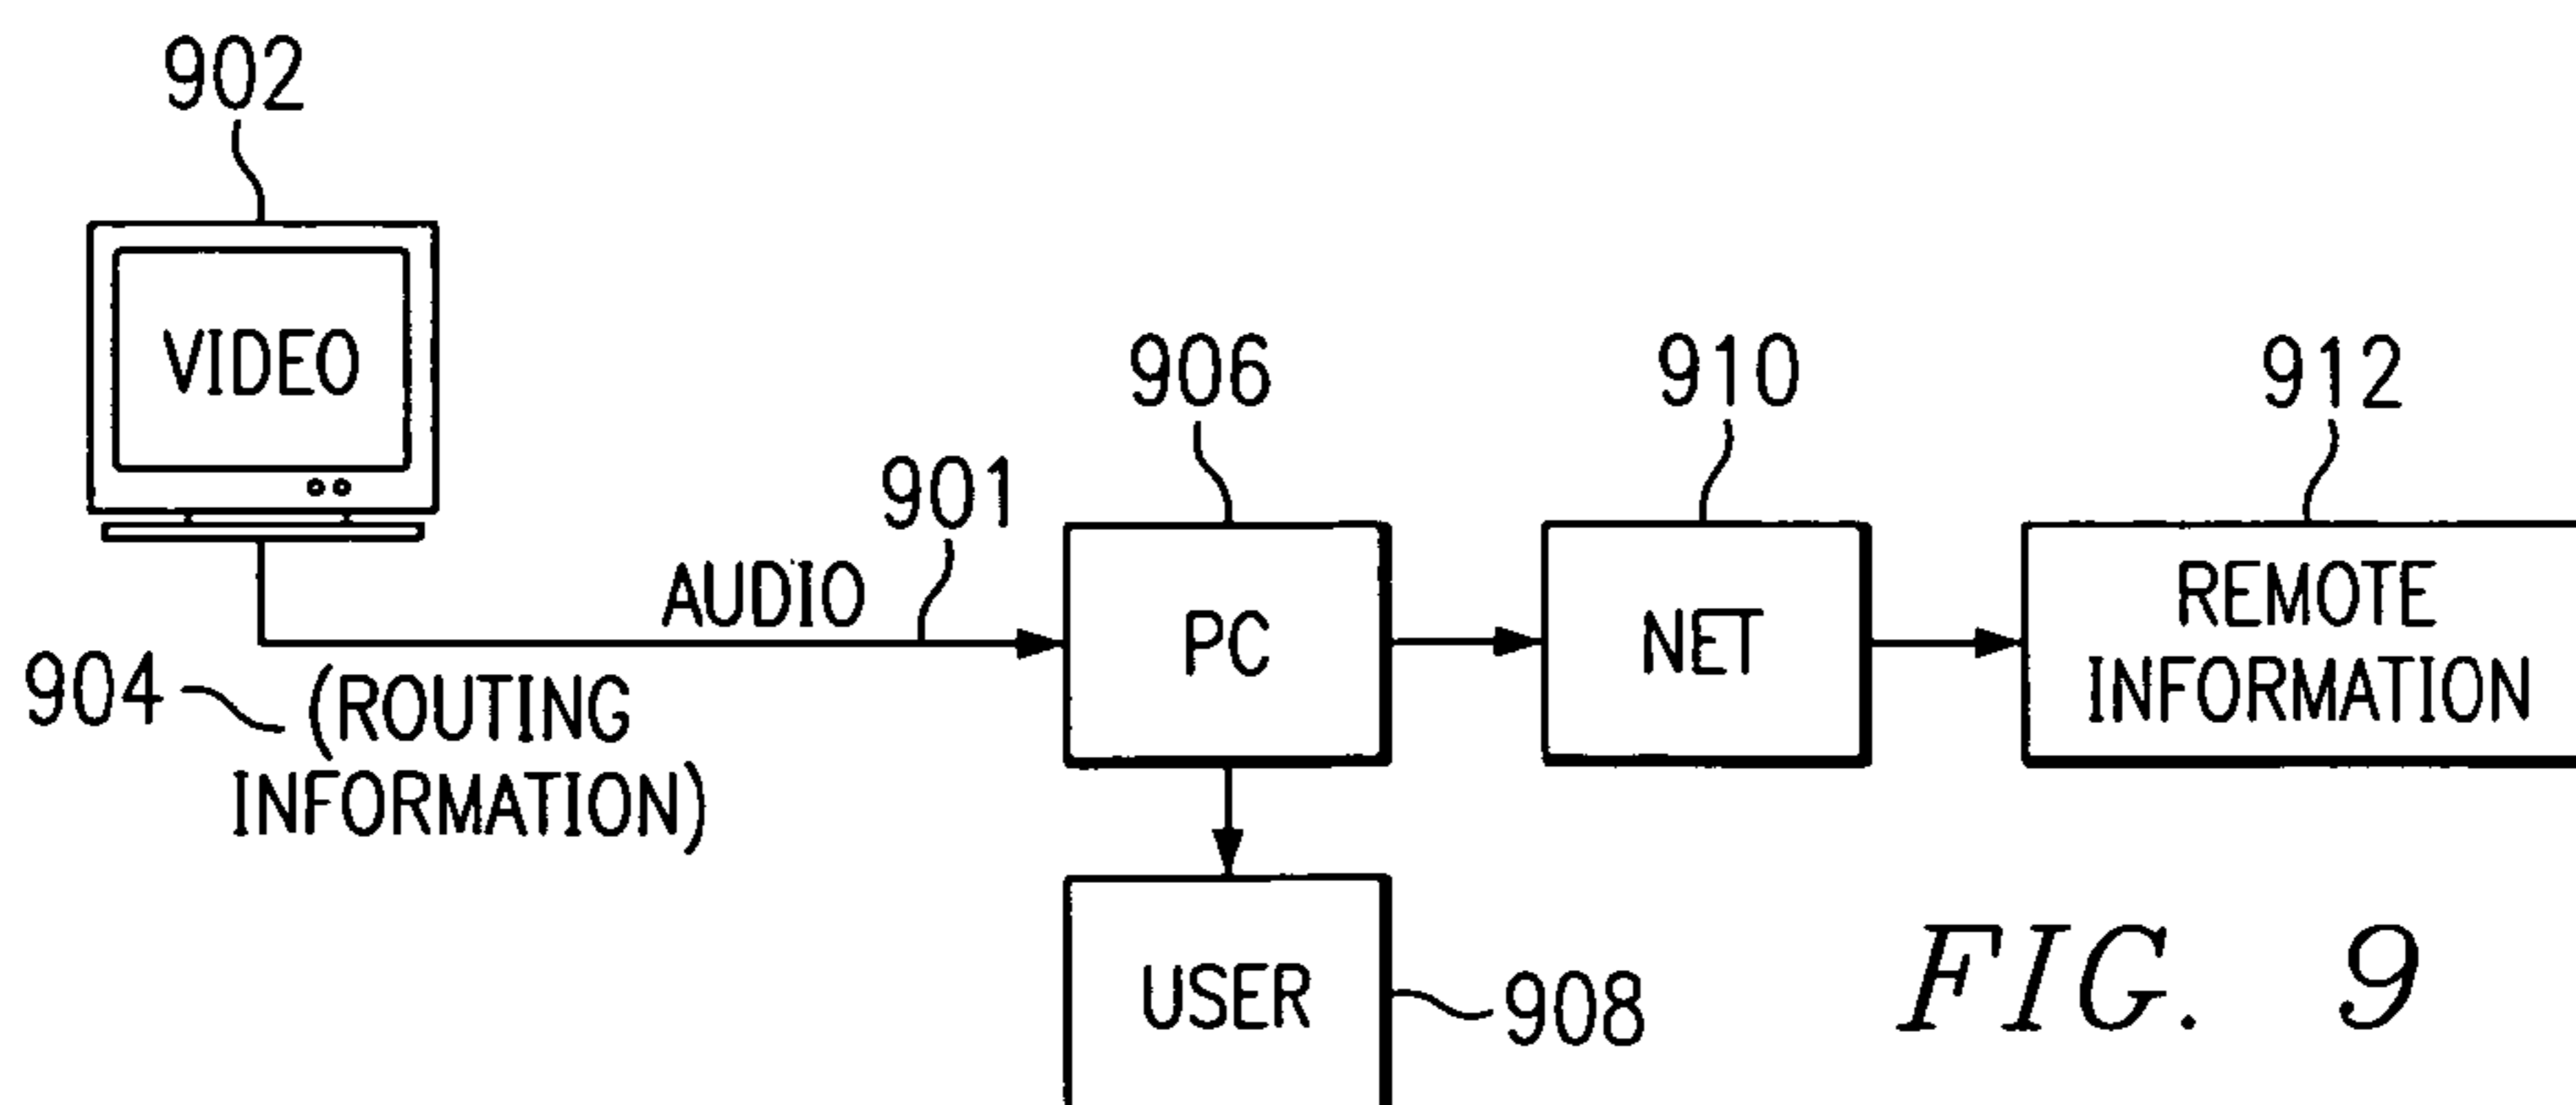 902
VIDEO
906
910
912
901
AUDIO
PC
NET
REMOTE
INFORMATION
904
(ROUTING
INFORMATION)
USER
908
FIG. 9